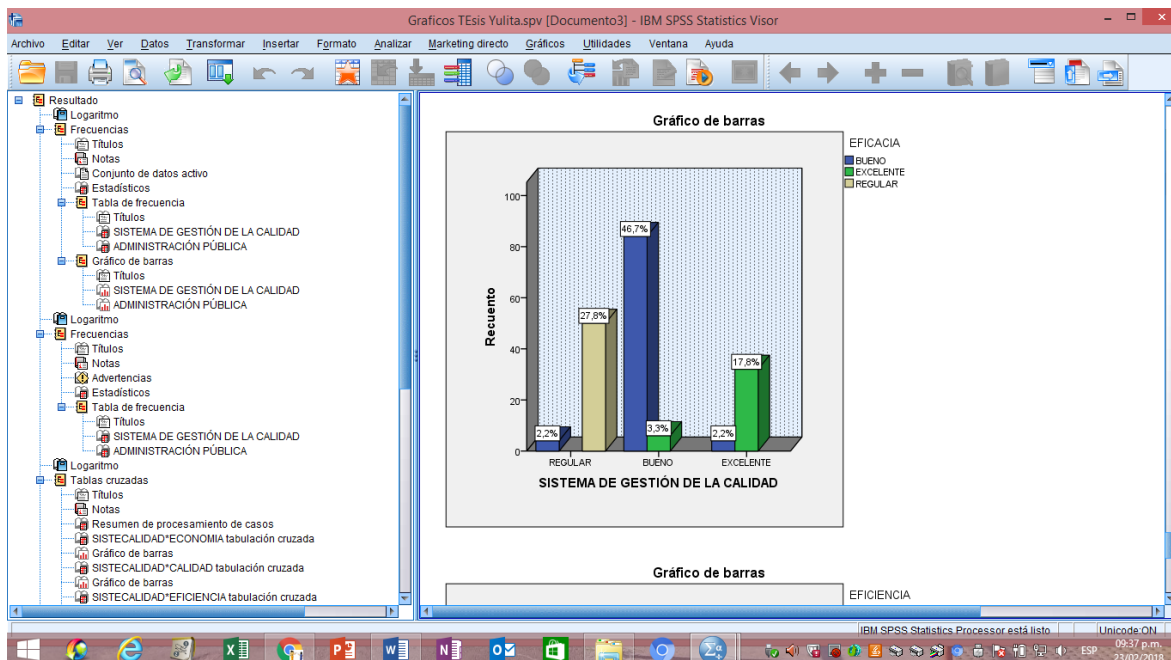 Graficos TEsis Yulita.spv [Documento3] - IBM SPSS Statistics Visor
Archivo Editar Ver Datos Transformar Insertar Formato Analizar Marketing directo Gráficos Utilidades Ventana Ayuda
Resultado
Logaritmo
Frecuencias
Títulos
Notas
Conjunto de datos activo
Estadísticos
Tabla de frecuencia
Títulos
SISTEMA DE GESTIÓN DE LA CALIDAD
ADMINISTRACIÓN PÚBLICA
Gráfico de barras
Títulos
SISTEMA DE GESTIÓN DE LA CALIDAD
ADMINISTRACIÓN PÚBLICA
Logaritmo
Frecuencias
Títulos
Notas
Advertencias
Estadísticos
Tabla de frecuencia
Títulos
SISTEMA DE GESTIÓN DE LA CALIDAD
ADMINISTRACIÓN PÚBLICA
Logaritmo
Tablas cruzadas
Títulos
Notas
Resumen de procesamiento de casos
SISTECALIDAD*ECONOMIA tabulación cruzada
Gráfico de barras
SISTECALIDAD*CALIDAD tabulación cruzada
Gráfico de barras
SISTECALIDAD*EFICIENCIA tabulación cruzada
Gráfico de barras
EFICACIA
BUENO
EXCELENTE
REGULAR
Recuento
100
80
60
40
20
0
2,2%
27,8%
46,7%
3,3%
2,2%
17,8%
REGULAR BUENO EXCELENTE
SISTEMA DE GESTIÓN DE LA CALIDAD
Gráfico de barras
EFICIENCIA
IBM SPSS Statistics Processor está listo Unicode:ON
ESP
09:37 p.m.
23/02/2018